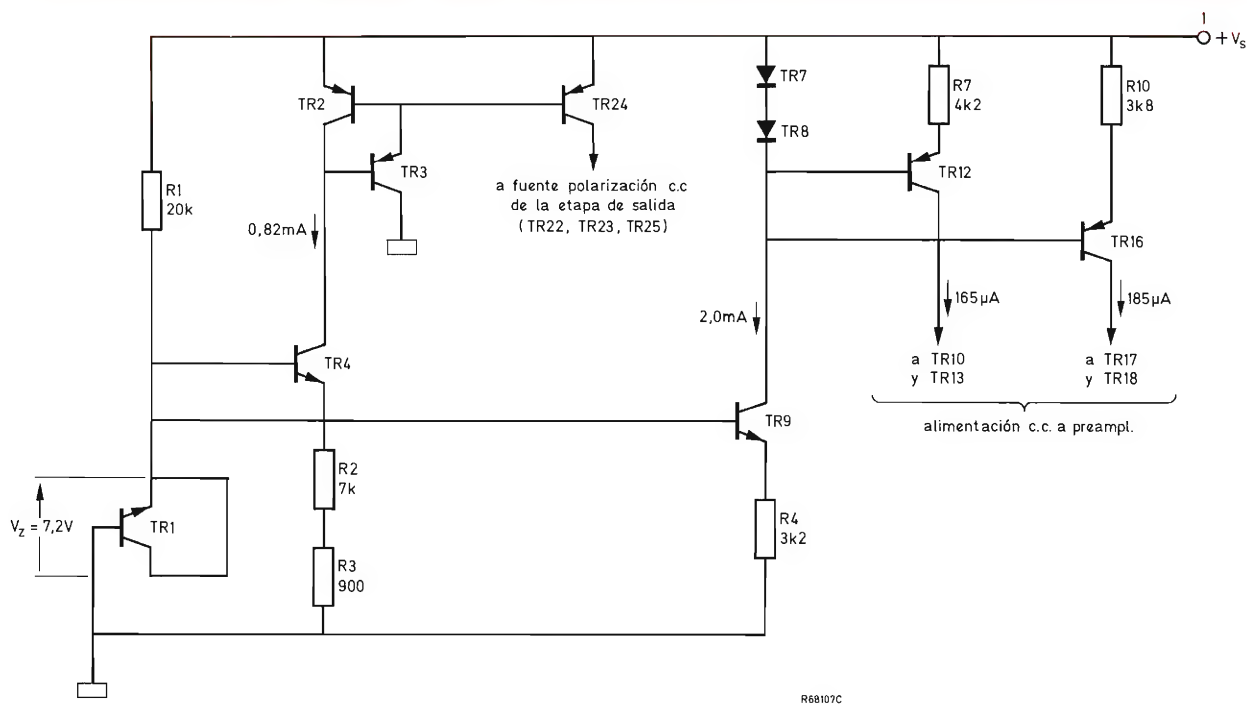 1
+ Vs
TR7
R7
4k2
R10
3k8
TR2
TR24
TR8
TR3
TR12
R1
20k
a fuente polarización c.c
de la etapa de salida
(TR22, TR23, TR25)
0,82mA
TR16
2,0mA
165µA
185µA
TR4
a TR10
y TR13
a TR17
y TR18
TR9
alimentación c.c. a preampl.
R2
7k
VZ = 7,2V
TR1
R4
3k2
R3
900
R68107C